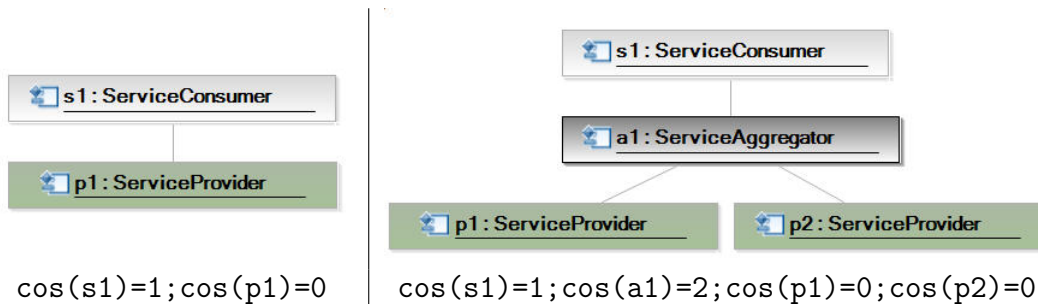 s1 : ServiceConsumer
p1 : ServiceProvider
cos(s1)=1;cos(p1)=0
s1 : ServiceConsumer
a1 : ServiceAggregator
p1 : ServiceProvider
p2 : ServiceProvider
cos(s1)=1;cos(a1)=2;cos(p1)=0;cos(p2)=0